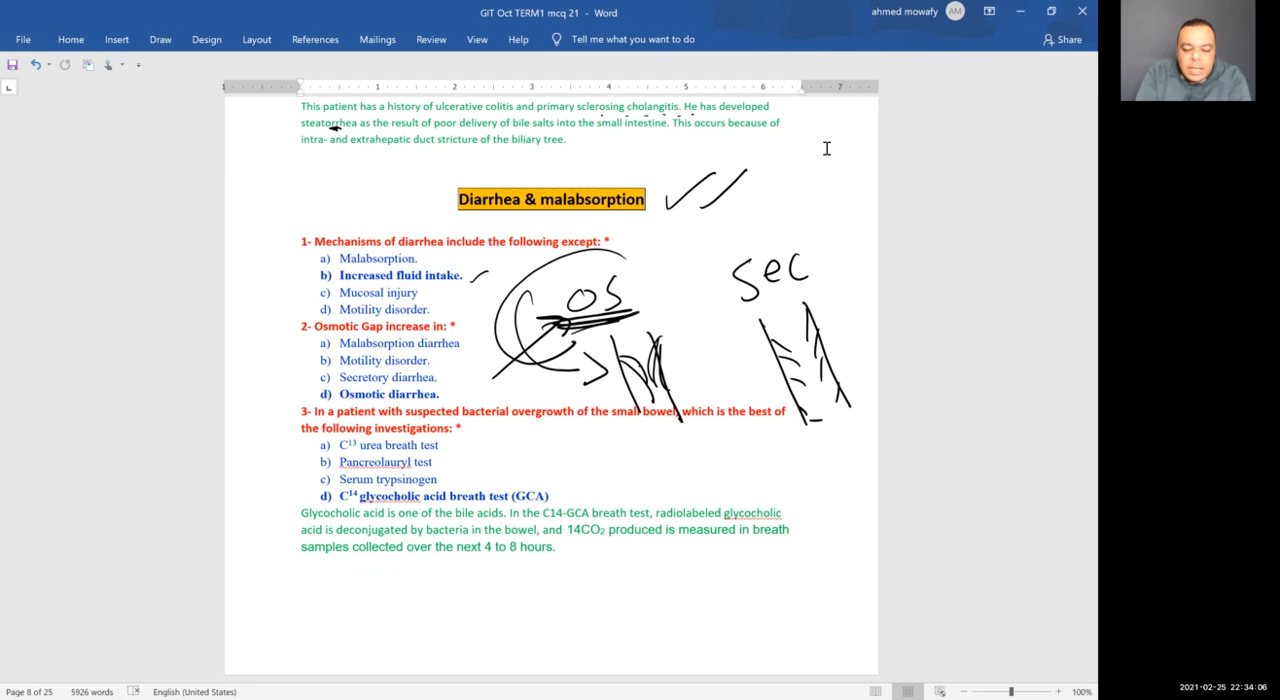 GIT Oct TERM1 mcq 21 - Word
ahmed mowafy AM
File Home Insert Draw Design Layout References Mailings Review View Help Tell me what you want to do Share
1 1 2 3 4 5 6 7
This patient has a history of ulcerative colitis and primary sclerosing cholangitis. He has developed
steatorrhea as the result of poor delivery of bile salts into the small intestine. This occurs because of
intra- and extrahepatic duct stricture of the biliary tree.
Diarrhea & malabsorption
1- Mechanisms of diarrhea include the following except: *
a) Malabsorption.
b) Increased fluid intake.
c) Mucosal injury
d) Motility disorder.
os
sec
2- Osmotic Gap increase in: *
a) Malabsorption diarrhea
b) Motility disorder.
c) Secretory diarrhea.
d) Osmotic diarrhea.
3- In a patient with suspected bacterial overgrowth of the small bowel, which is the best of
the following investigations: *
a) C13 urea breath test
b) Pancreolauryl test
c) Serum trypsinogen
d) C14 glycocholic acid breath test (GCA)
Glycocholic acid is one of the bile acids. In the C14-GCA breath test, radiolabeled glycocholic
acid is deconjugated by bacteria in the bowel, and 14CO2 produced is measured in breath
samples collected over the next 4 to 8 hours.
Page 8 of 25 5926 words English (United States) 100%
2021-02-25 22:34:06